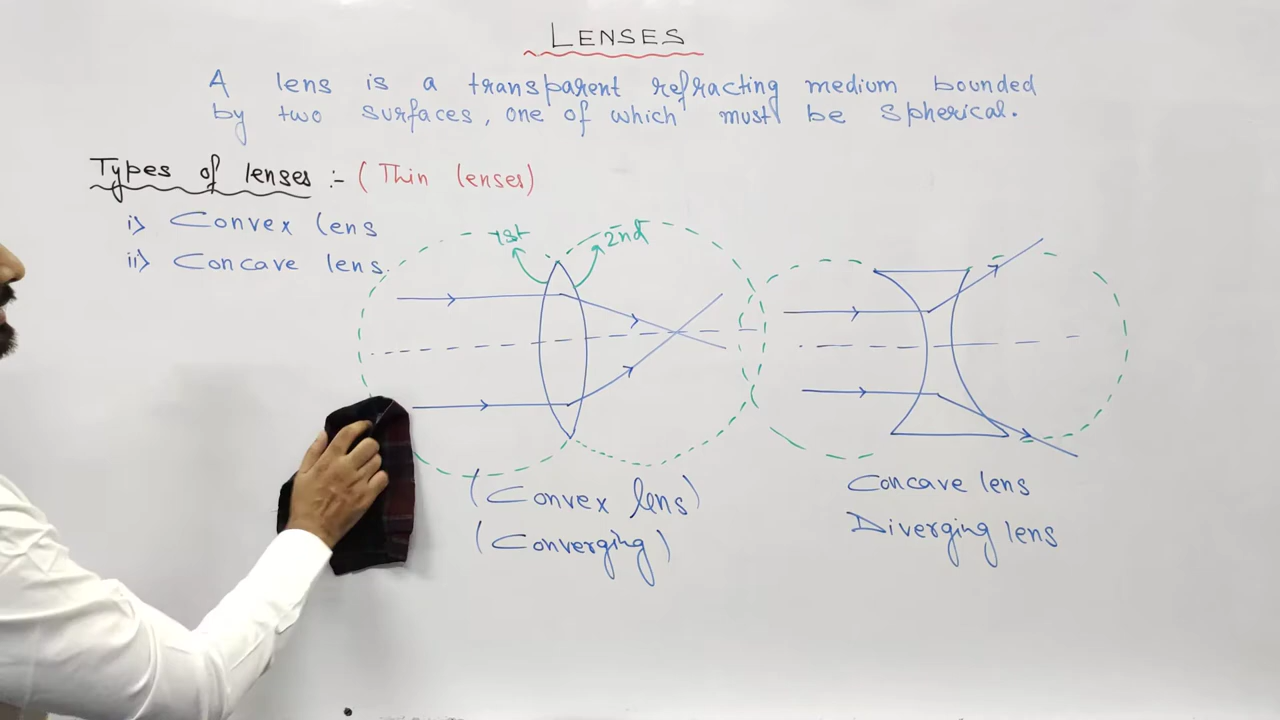 LENSES
A lens is a transparent refracting medium bounded
by two surfaces, one of which must be spherical.
Types of lenses :- (Thin lenses)
i) Convex lens
ii) Concave lens.
1st
2nd
(Convex lens)
(Converging)
Concave lens
Diverging lens